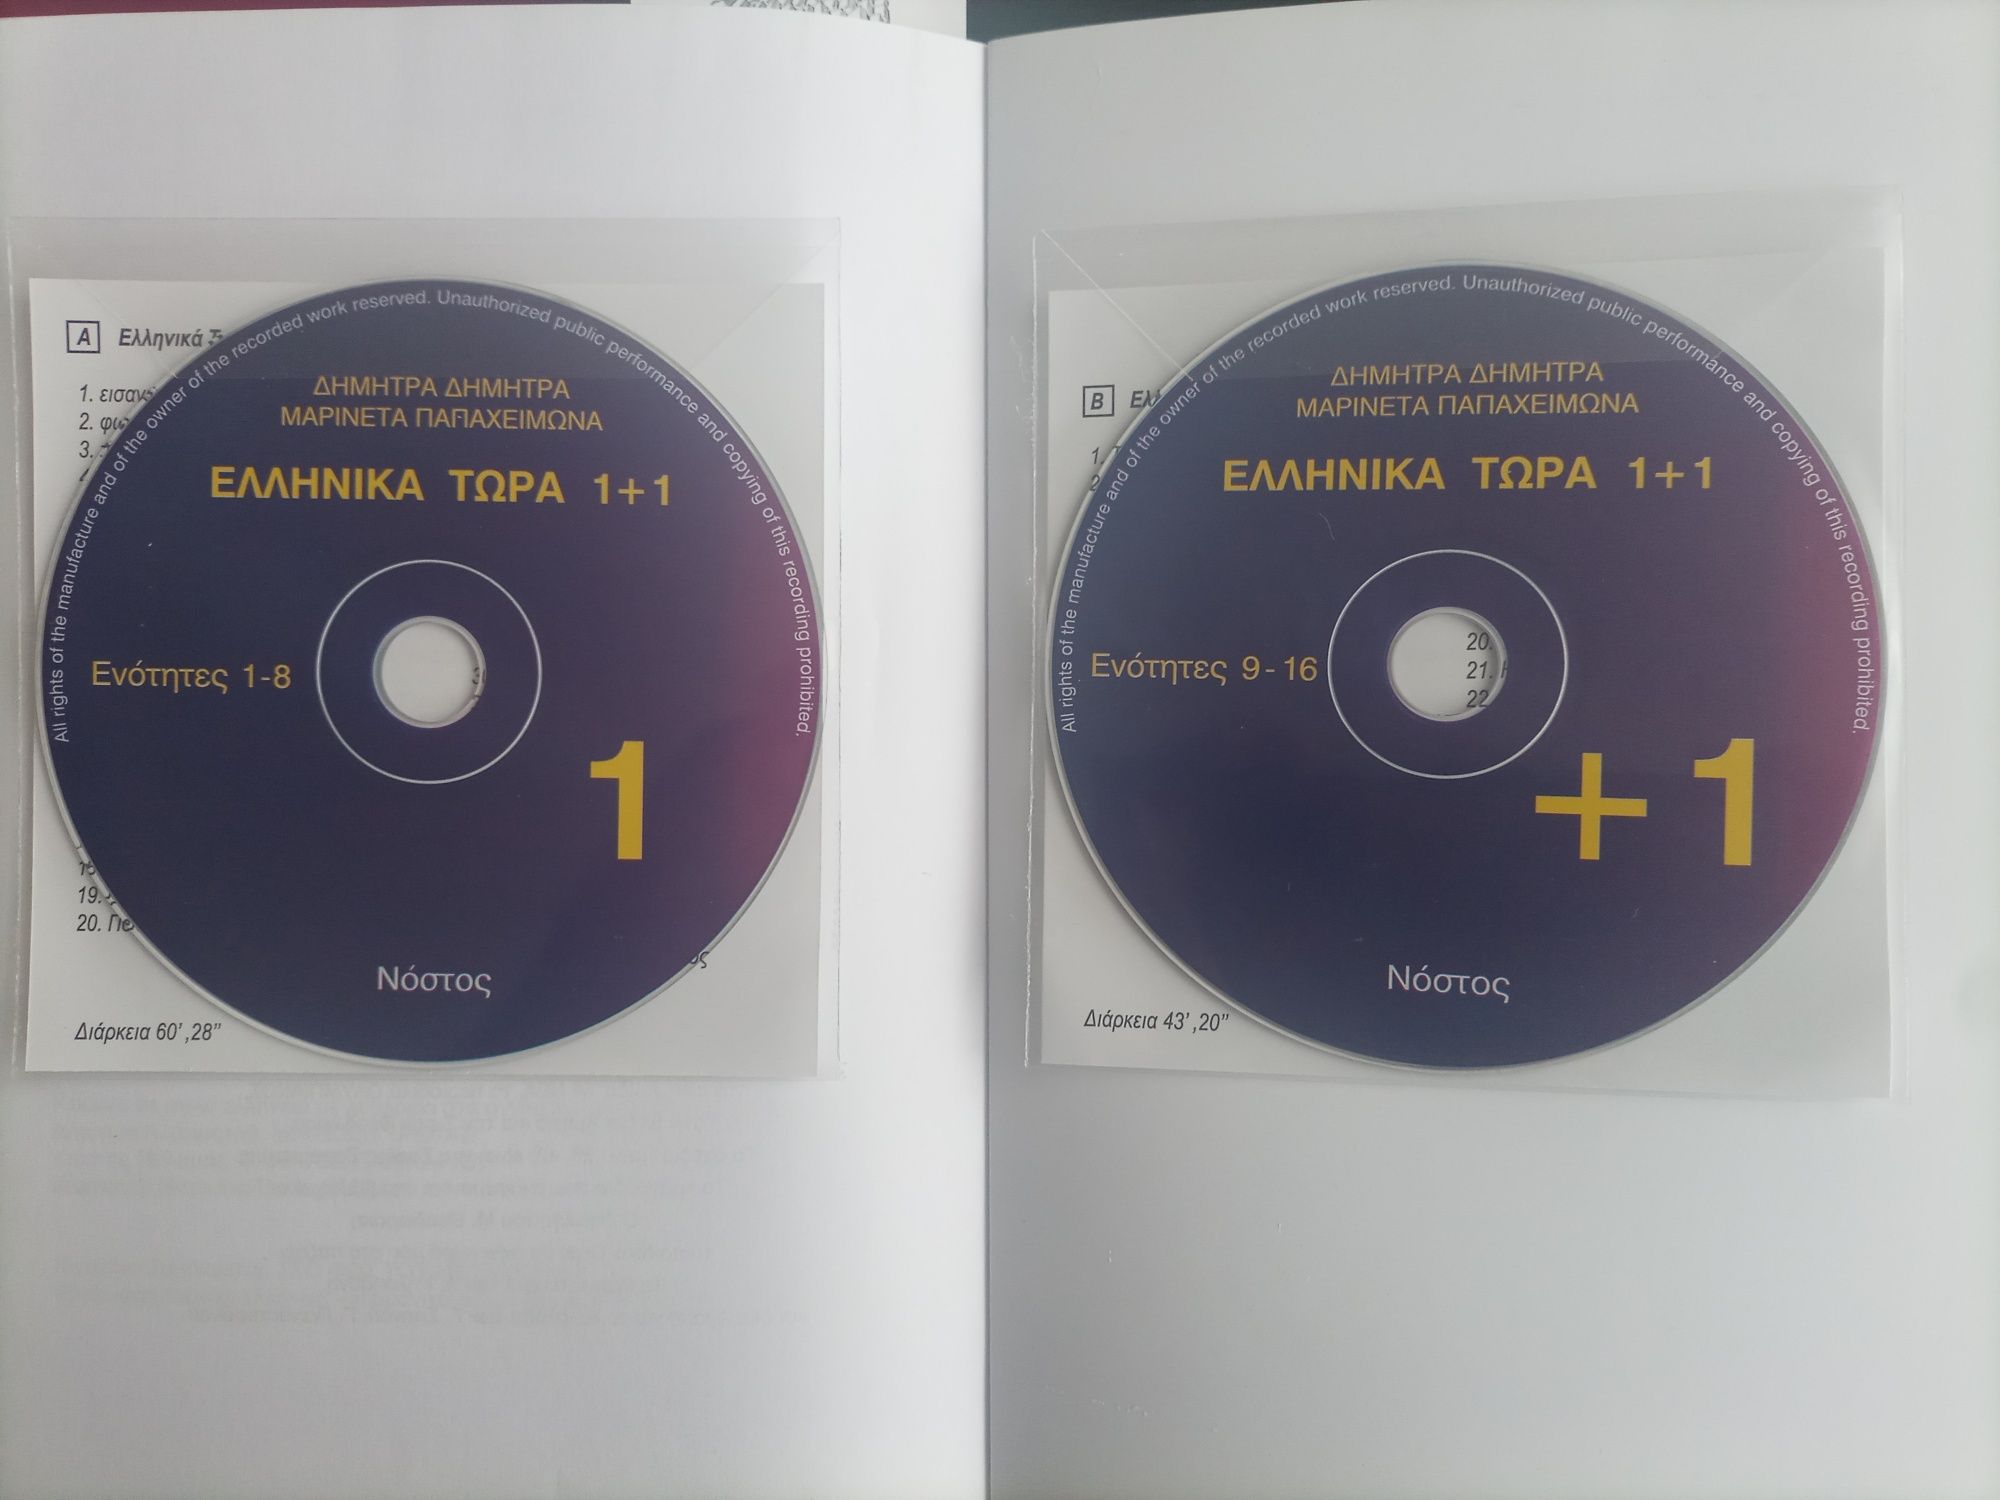 A Ελληνικά
1.
2.
3.
19.
20.
Διάρκεια 60',28"
All rights of the manufacture and of the owner of the recorded work reserved. Unauthorized public performance and copying of this recording prohibited.
ΔΗΜΗΤΡΑ ΔΗΜΗΤΡΑ
ΜΑΡΙΝΕΤΑ ΠΑΠΑΧΕΙΜΩΝΑ
ΕΛΛΗΝΙΚΑ ΤΩΡΑ 1+1
Ενότητες 1-8
1
Νόστος
B
1.
20.
21.
22
Διάρκεια 43',20"
All rights of the manufacture and of the owner of the recorded work reserved. Unauthorized public performance and copying of this recording prohibited.
ΔΗΜΗΤΡΑ ΔΗΜΗΤΡΑ
ΜΑΡΙΝΕΤΑ ΠΑΠΑΧΕΙΜΩΝΑ
ΕΛΛΗΝΙΚΑ ΤΩΡΑ 1+1
Ενότητες 9-16
+1
Νόστος